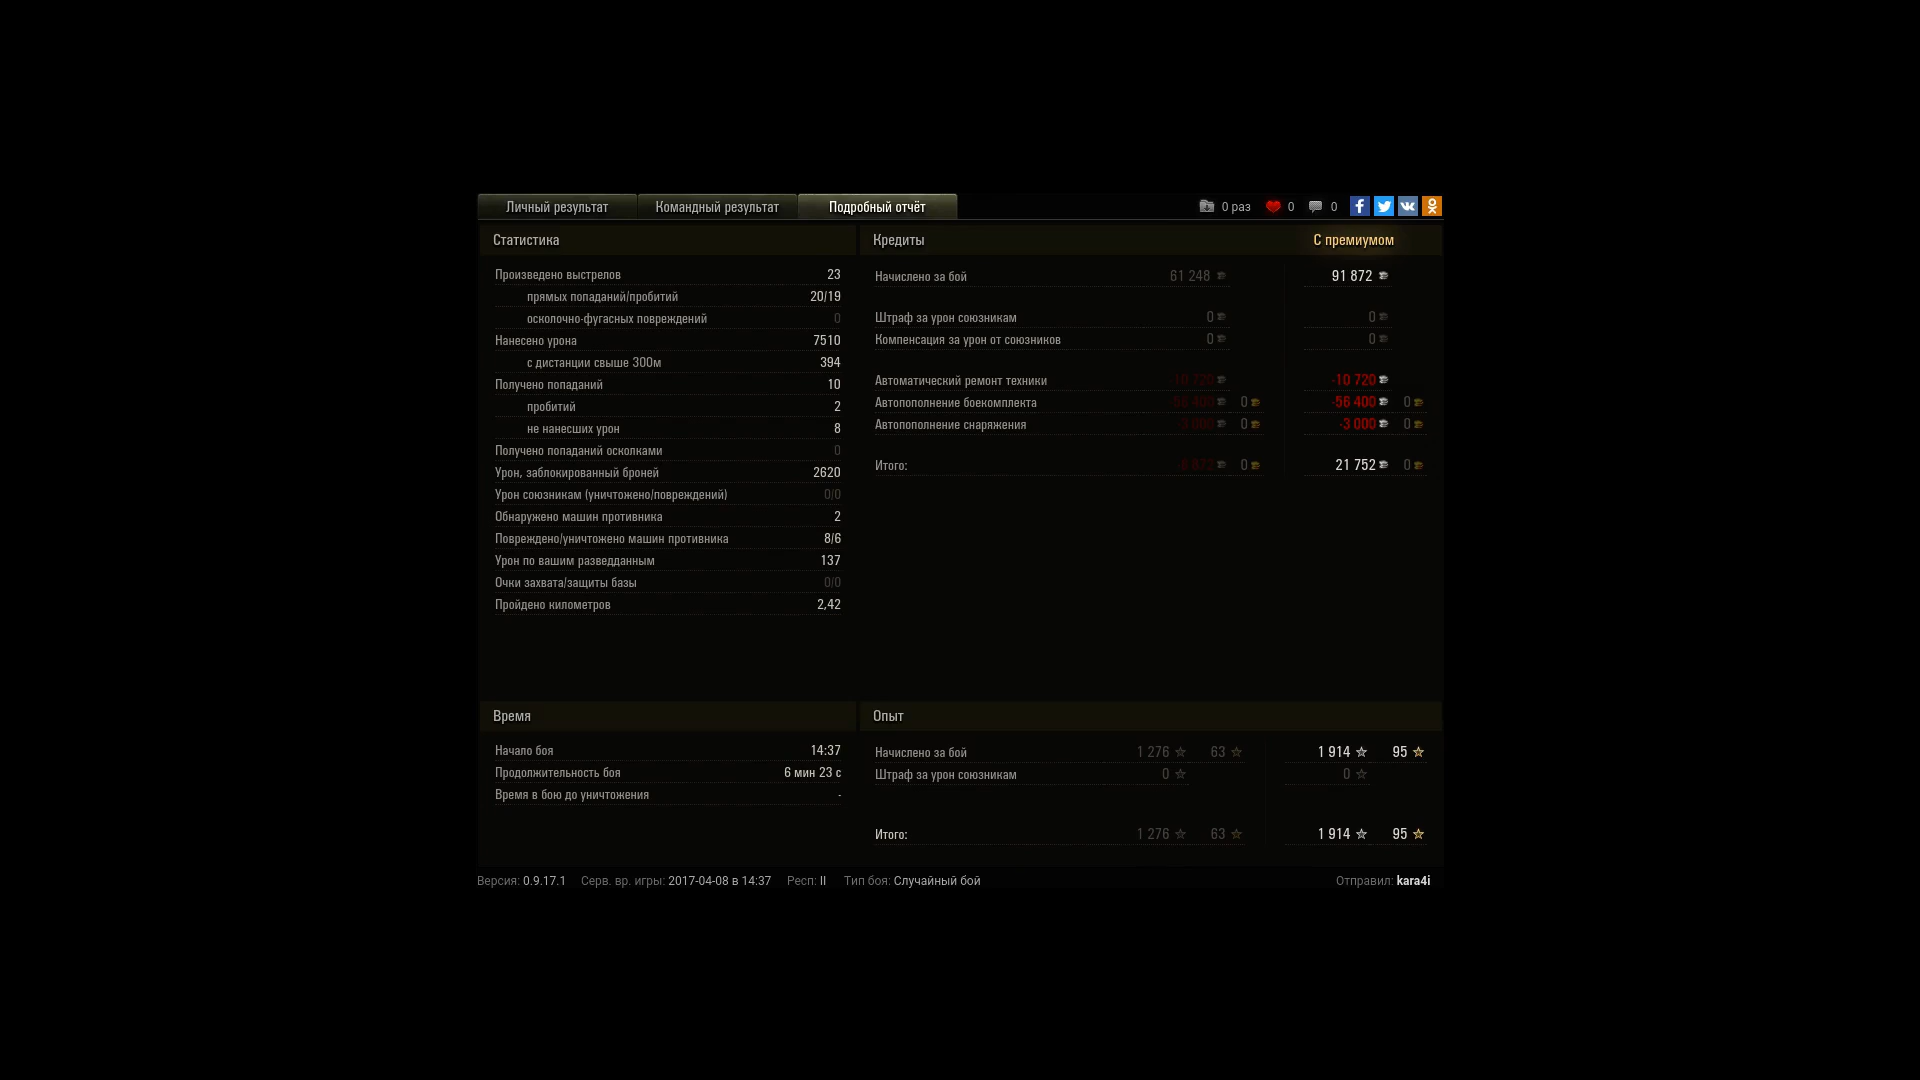 Личный результат Командный результат Подробный отчёт 0 раз 0 0
Статистика
Произведено выстрелов 23
прямых попаданий/пробитий 20/19
осколочно-фугасных повреждений 0
Нанесено урона 7510
с дистанции свыше 300м 394
Получено попаданий 10
пробитий 2
не нанесших урон 8
Получено попаданий осколками 0
Урон, заблокированный броней 2620
Урон союзникам (уничтожено/повреждений) 0/0
Обнаружено машин противника 2
Повреждено/уничтожено машин противника 8/6
Урон по вашим разведданным 137
Очки захвата/защиты базы 0/0
Пройдено километров 2,42
Кредиты С премиумом
Начислено за бой 61 248 91 872
Штраф за урон союзникам 0 0
Компенсация за урон от союзников 0 0
Автоматический ремонт техники -10 720 -10 720
Автопополнение боекомплекта -56 400 0 -56 400 0
Автопополнение снаряжения -3 000 0 -3 000 0
Итого: -8 872 0 21 752 0
Время
Начало боя 14:37
Продолжительность боя 6 мин 23 с
Время в бою до уничтожения -
Опыт
Начислено за бой 1 276 63 1 914 95
Штраф за урон союзникам 0 0
Итого: 1 276 63 1 914 95
Версия: 0.9.17.1 Серв. вр. игры: 2017-04-08 в 14:37 Респ: II Тип боя: Случайный бой Отправил: kara4i